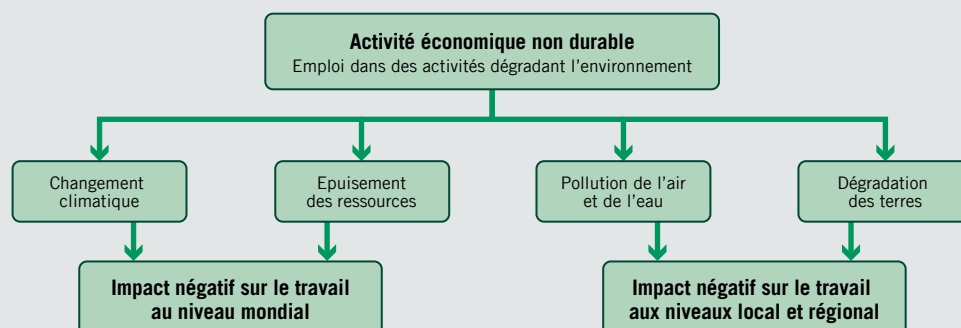 Activité économique non durable
Emploi dans des activités dégradant l’environnement
Changement
climatique
Epuisement
des ressources
Pollution de l’air
et de l’eau
Dégradation
des terres
Impact négatif sur le travail
au niveau mondial
Impact négatif sur le travail
aux niveaux local et régional